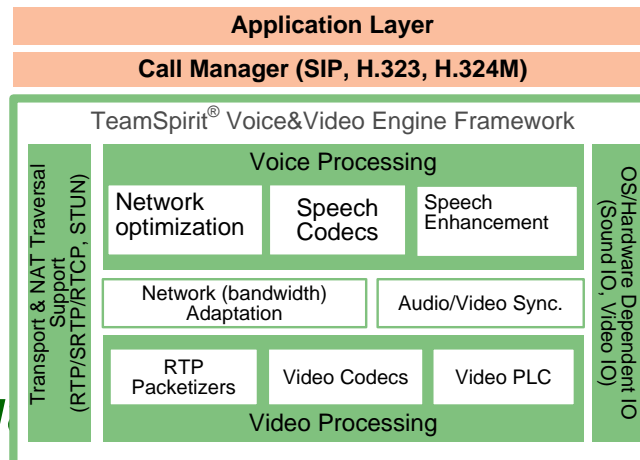 Application Layer
Call Manager (SIP, H.323, H.324M)
TeamSpirit® Voice&Video Engine Framework
Transport & NAT Traversal
Support
(RTP/SRTP/RTCP, STUN)
Voice Processing
Network
optimization
Speech
Codecs
Speech
Enhancement
Network (bandwidth)
Adaptation
Audio/Video Sync.
RTP
Packetizers
Video Codecs
Video PLC
Video Processing
OS/Hardware Dependent IO
(Sound IO, Video IO)